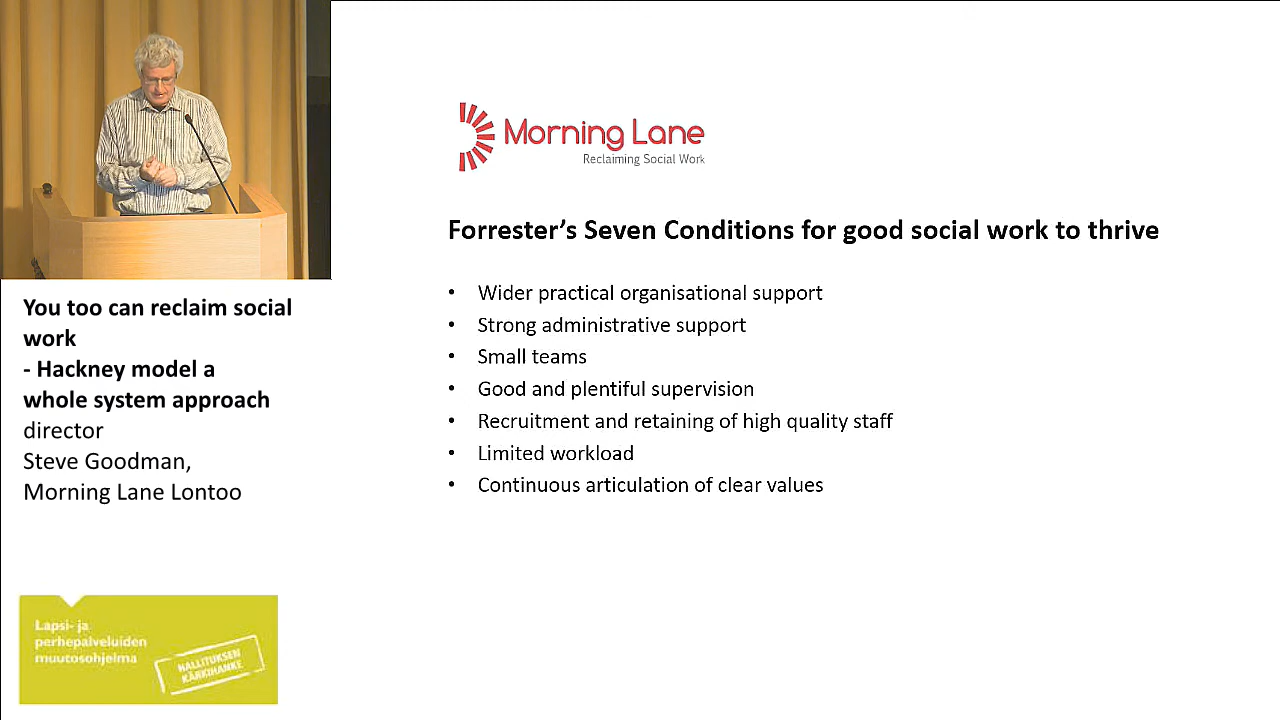 You too can reclaim social
work
- Hackney model a
whole system approach
director
Steve Goodman,
Morning Lane Lontoo
Lapsi- ja
perhepalveluiden
muutosohjelma
HALLITUKSEN
KÄRKIHANKE
Morning Lane
Reclaiming Social Work
Forrester’s Seven Conditions for good social work to thrive
• Wider practical organisational support
• Strong administrative support
• Small teams
• Good and plentiful supervision
• Recruitment and retaining of high quality staff
• Limited workload
• Continuous articulation of clear values